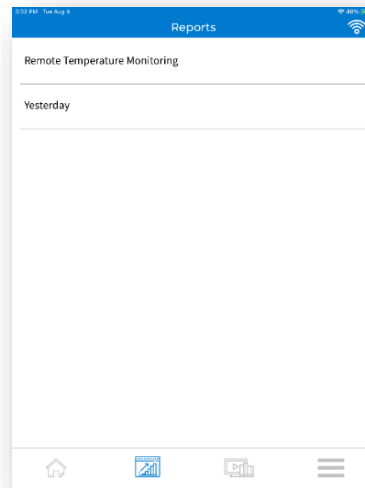 3:32 PM Tue Aug 9
48%
Reports
Remote Temperature Monitoring
Yesterday